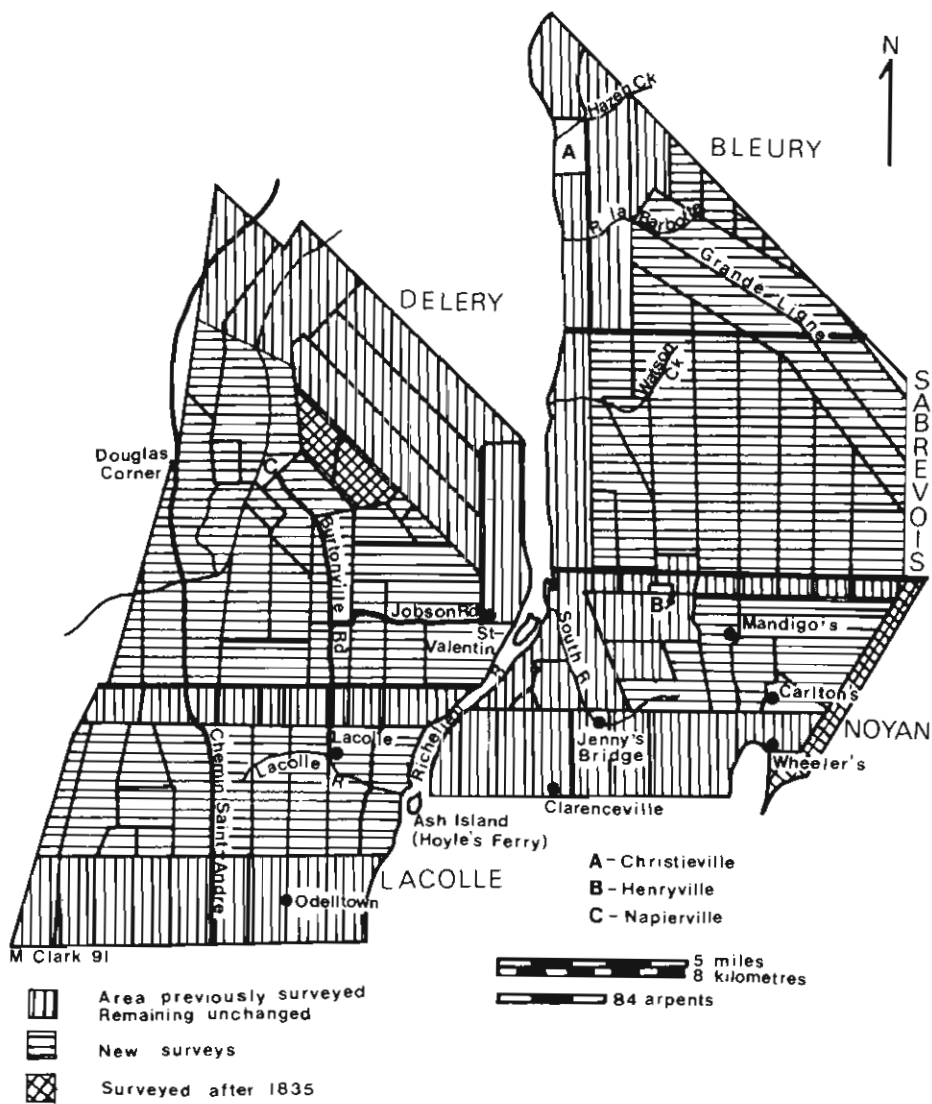 N
Hazen Ck
A
BLEURY
R. la Barbotte
Grande Ligne
DELERY
Watson Ck
SABREVOIS
Douglas
Corner
C
Burtonville Rd
Jobson Rd
St-
Valentin
South R.
B
Mandigo's
Carlton's
NOYAN
Richelieu R.
Jenny's
Bridge
Wheeler's
Lacolle
Lacolle R.
Chemin Saint-Andre
Clarenceville
Ash Island
(Hoyle's Ferry)
LACOLLE
Odelltown
A - Christieville
B - Henryville
C - Napierville
M Clark 91
5 miles
8 kilometres
84 arpents
Area previously surveyed
Remaining unchanged
New surveys
Surveyed after 1835